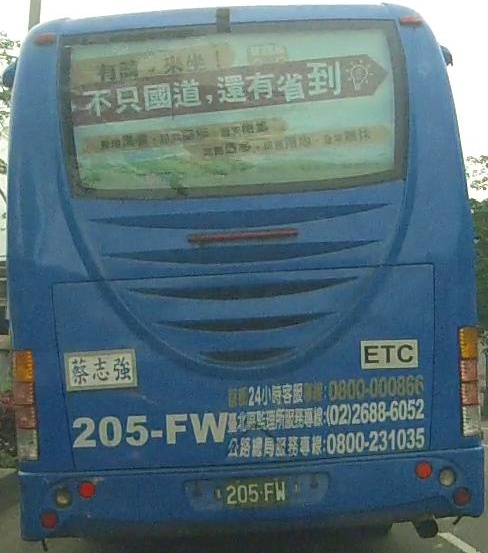 有請，來坐！
不只國道，還有省到
ETC
蔡志強
24小時客服專線：0800-000866
205-FW
臺北區監理所服務專線：(02)2688-6052
公路總局服務專線：0800-231035
205-FW